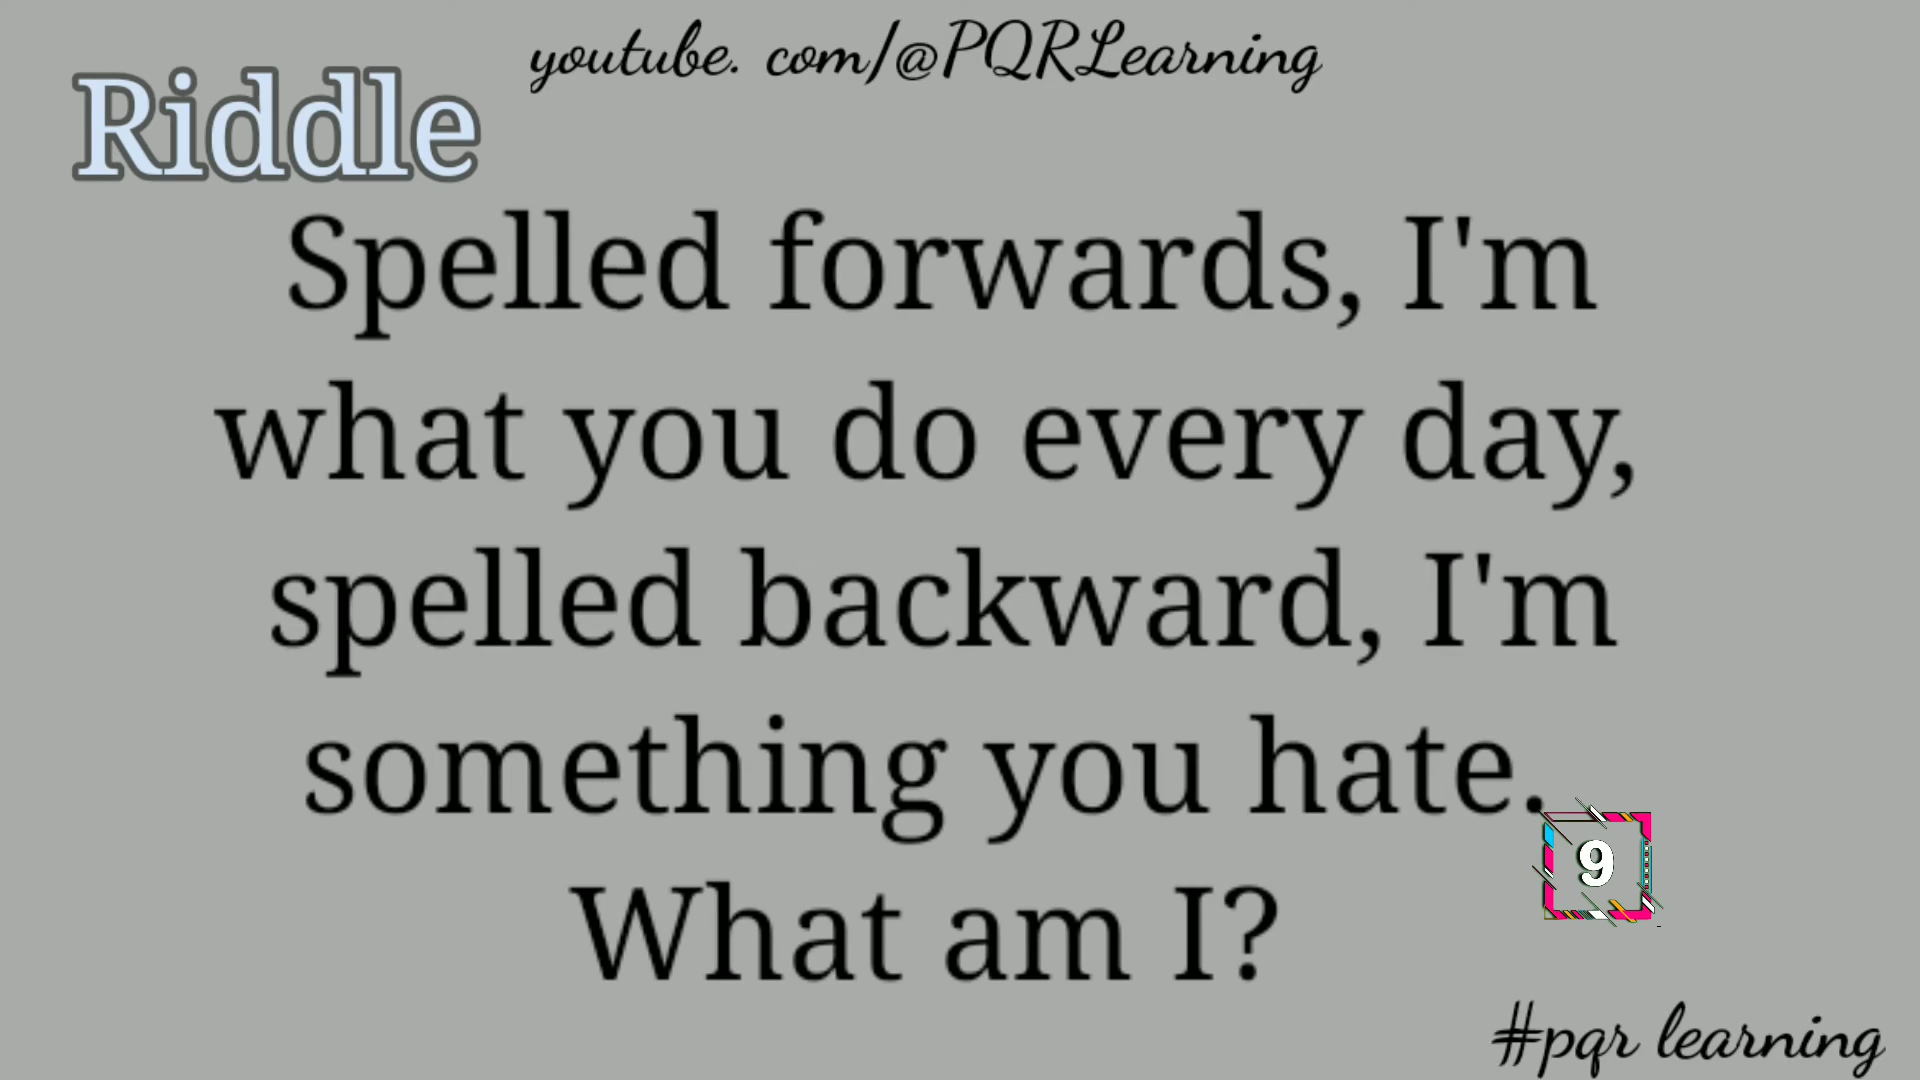 youtube. com/@PQRLearning
Riddle
Spelled forwards, I'm
what you do every day,
spelled backward, I'm
something you hate.
9
What am I?
#pqr learning